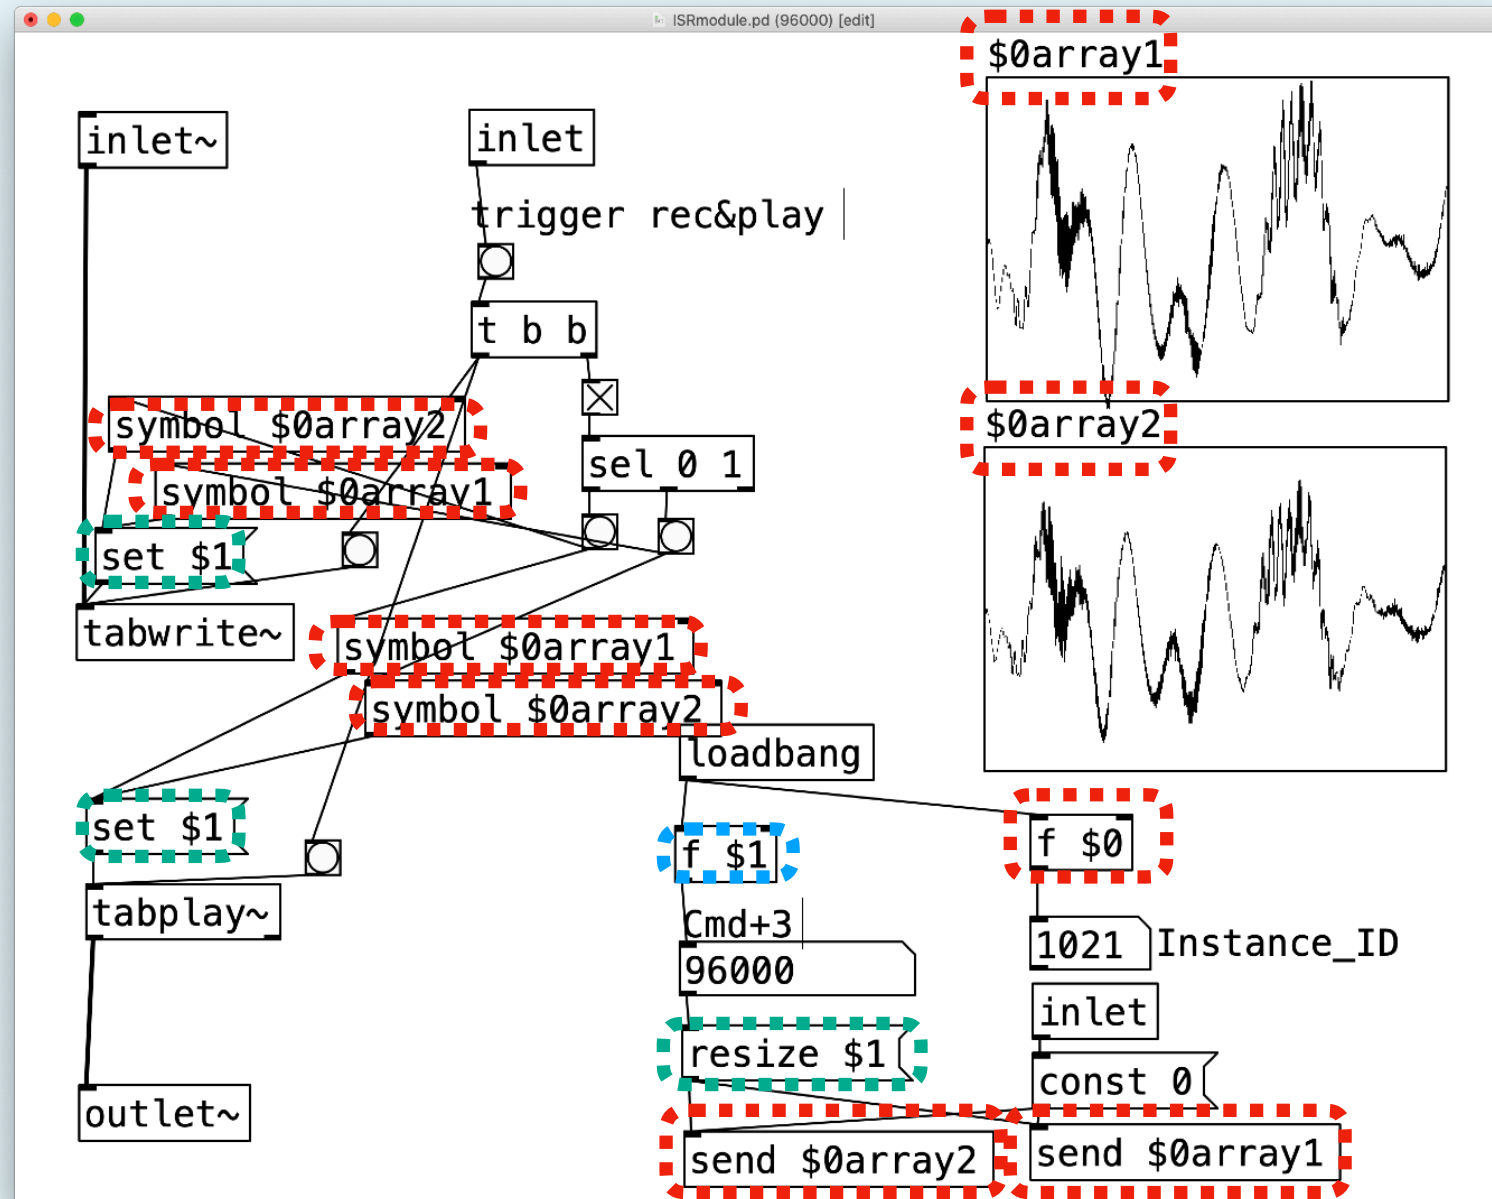 ISRmodule.pd (96000) [edit]
$0array1
inlet~
inlet
trigger rec&play
t b b
symbol $0array2
$0array2
sel 0 1
symbol $0array1
set $1
tabwrite~
symbol $0array1
symbol $0array2
loadbang
set $1
f $1
f $0
tabplay~
Cmd+3
1021 Instance_ID
96000
inlet
resize $1
const 0
outlet~
send $0array2
send $0array1